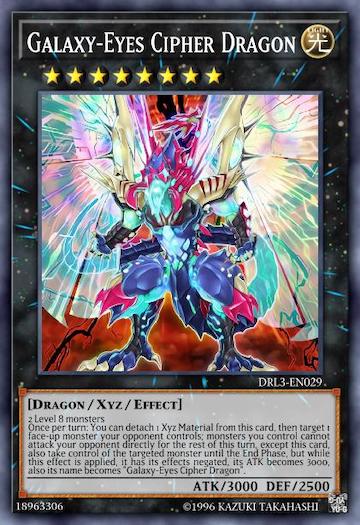 Galaxy-Eyes Cipher Dragon
LIGHT
光
DRL3-EN029
[Dragon / Xyz / Effect]
2 Level 8 monsters
Once per turn: You can detach 1 Xyz Material from this card, then target 1
face-up monster your opponent controls; monsters you control cannot
attack your opponent directly for the rest of this turn, except this card,
also take control of the targeted monster until the End Phase, but while
this effect is applied, it has its effects negated, its ATK becomes 3000,
also its name becomes "Galaxy-Eyes Cipher Dragon".
ATK/3000 DEF/2500
18963306
©1996 KAZUKI TAKAHASHI